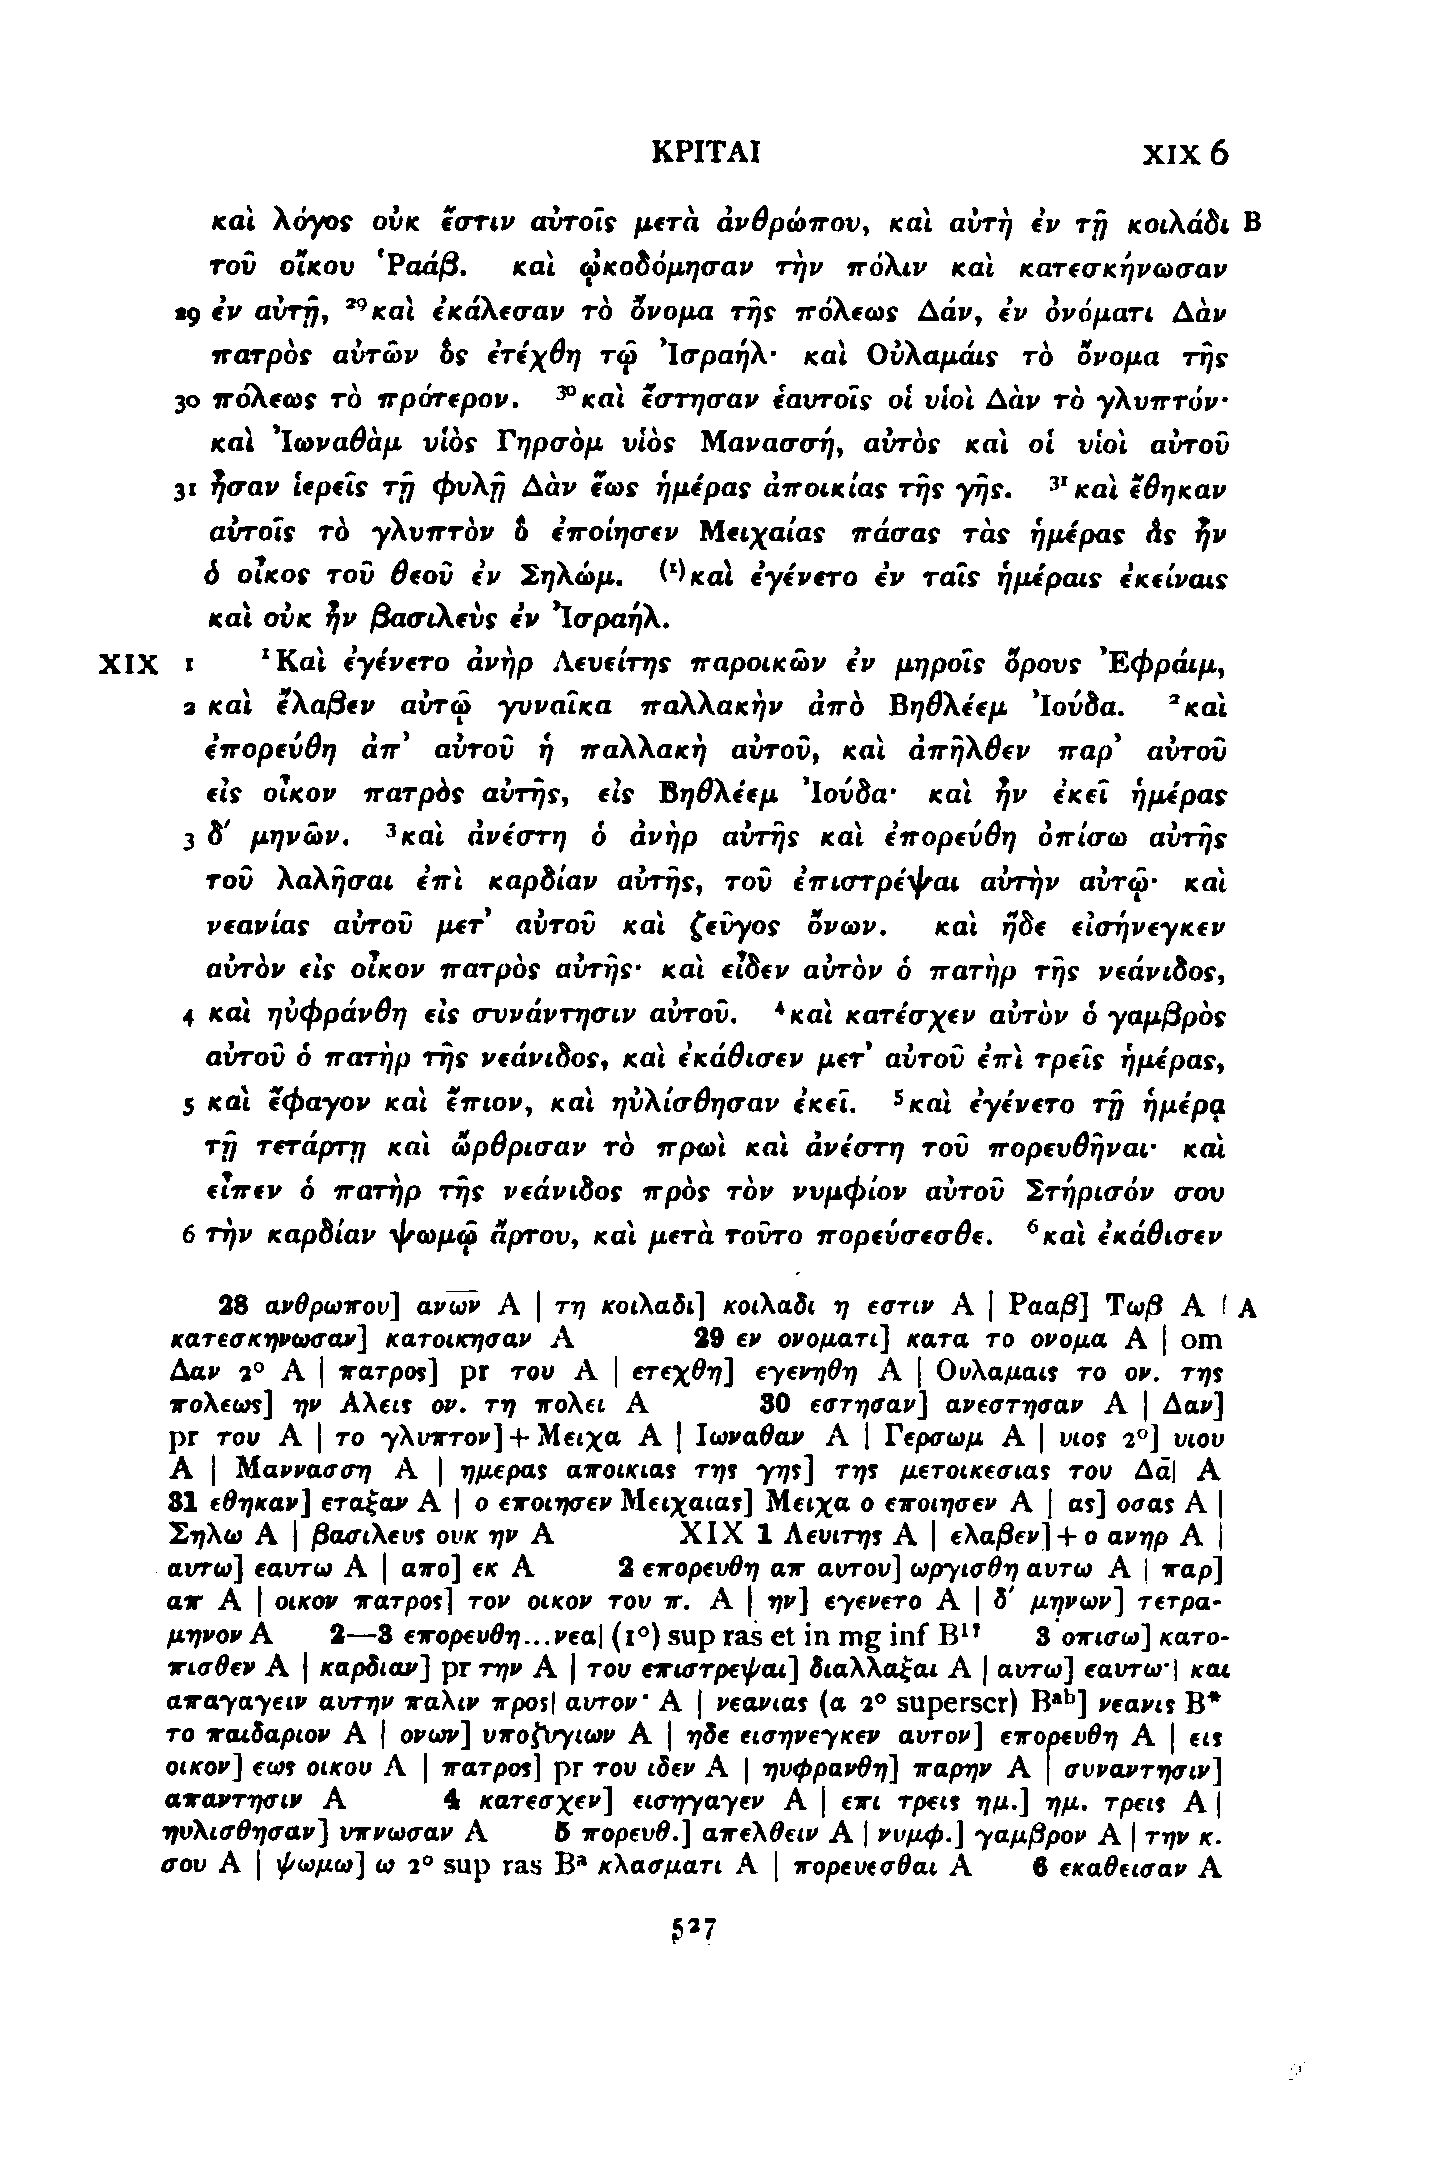 ΚΡΙΤΑΙ XIX 6
καὶ λόγος οὐκ ἔστιν αὐτοῖς μετὰ ἀνθρώπου, καὶ αὐτὴ ἐν τῇ κοιλάδι B
τοῦ οἴκου Ῥαάβ. καὶ ᾠκοδόμησαν τὴν πόλιν καὶ κατεσκήνωσαν
29 ἐν αὐτῇ, ²⁹καὶ ἐκάλεσαν τὸ ὄνομα τῆς πόλεως Δάν, ἐν ὀνόματι Δὰν
πατρὸς αὐτῶν ὃς ἐτέχθη τῷ Ἰσραήλ· καὶ Οὐλαμάις τὸ ὄνομα τῆς
30 πόλεως τὸ πρότερον. ³⁰καὶ ἔστησαν ἑαυτοῖς οἱ υἱοὶ Δὰν τὸ γλυπτόν·
καὶ Ἰωναθὰμ υἱὸς Γηρσὸμ υἱὸς Μανασσή, αὐτὸς καὶ οἱ υἱοὶ αὐτοῦ
31 ἦσαν ἱερεῖς τῇ φυλῇ Δὰν ἕως ἡμέρας ἀποικίας τῆς γῆς. ³¹καὶ ἔθηκαν
αὐτοῖς τὸ γλυπτὸν ὃ ἐποίησεν Μειχαίας πάσας τὰς ἡμέρας ἃς ἦν
ὁ οἶκος τοῦ θεοῦ ἐν Σηλώμ. ⁽¹⁾καὶ ἐγένετο ἐν ταῖς ἡμέραις ἐκείναις
καὶ οὐκ ἦν βασιλεὺς ἐν Ἰσραήλ.
XIX 1 ¹Καὶ ἐγένετο ἀνὴρ Λευείτης παροικῶν ἐν μηροῖς ὄρους Ἐφράιμ,
2 καὶ ἔλαβεν αὐτῷ γυναῖκα παλλακὴν ἀπὸ Βηθλέεμ Ἰούδα. ²καὶ
ἐπορεύθη ἀπ’ αὐτοῦ ἡ παλλακὴ αὐτοῦ, καὶ ἀπῆλθεν παρ’ αὐτοῦ
εἰς οἶκον πατρὸς αὐτῆς, εἰς Βηθλέεμ Ἰούδα· καὶ ἦν ἐκεῖ ἡμέρας
3 δʹ μηνῶν. ³καὶ ἀνέστη ὁ ἀνὴρ αὐτῆς καὶ ἐπορεύθη ὀπίσω αὐτῆς
τοῦ λαλῆσαι ἐπὶ καρδίαν αὐτῆς, τοῦ ἐπιστρέψαι αὐτὴν αὐτῷ· καὶ
νεανίας αὐτοῦ μετ’ αὐτοῦ καὶ ζεῦγος ὄνων. καὶ ἥδε εἰσήνεγκεν
αὐτὸν εἰς οἶκον πατρὸς αὐτῆς· καὶ εἶδεν αὐτὸν ὁ πατὴρ τῆς νεάνιδος,
4 καὶ ηὐφράνθη εἰς συνάντησιν αὐτοῦ. ⁴καὶ κατέσχεν αὐτὸν ὁ γαμβρὸς
αὐτοῦ ὁ πατὴρ τῆς νεάνιδος, καὶ ἐκάθισεν μετ’ αὐτοῦ ἐπὶ τρεῖς ἡμέρας,
5 καὶ ἔφαγον καὶ ἔπιον, καὶ ηὐλίσθησαν ἐκεῖ. ⁵καὶ ἐγένετο τῇ ἡμέρᾳ
τῇ τετάρτῃ καὶ ὤρθρισαν τὸ πρωὶ καὶ ἀνέστη τοῦ πορευθῆναι· καὶ
εἶπεν ὁ πατὴρ τῆς νεάνιδος πρὸς τὸν νυμφίον αὐτοῦ Στήρισόν σου
6 τὴν καρδίαν ψωμῷ ἄρτου, καὶ μετὰ τοῦτο πορεύσεσθε. ⁶καὶ ἐκάθισεν
28 ανθρωπου] ανω̅ν̅ A | τη κοιλαδι] κοιλαδι η εστιν A | Ρααβ] Τωβ A | A
κατεσκηνωσαν] κατοικησαν A 29 εν ονοματι] κατα το ονομα A | om
Δαν 2° A | πατρος] pr του A | ετεχθη] εγενηθη A | Ουλαμαις το ον. της
πολεως] ην Αλεις ον. τη πολει A 30 εστησαν] ανεστησαν A | Δαν]
pr του A | το γλυπτον]+Μειχα A | Ιωναθαν A | Γερσωμ A | υιος 2°] υιου
A | Μαννασση A | ημερας αποικιας της γης] της μετοικεσιας του Δα̅| A
31 εθηκαν] εταξαν A | ο εποιησεν Μειχαιας] Μειχα ο εποιησεν A | ας] οσας A |
Σηλω A | βασιλευς ουκ ην A XIX 1 Λευιτης A | ελαβεν]+ο ανηρ A |
αυτω] εαυτω A | απο] εκ A 2 επορευθη απ αυτου] ωργισθη αυτω A | παρ]
απ A | οικον πατρος] τον οικον του π. A | ην] εγενετο A | δʹ μηνων] τετρα-
μηνον A 2—3 επορευθη...νεα| (1°) sup ras et in mg inf B¹† 3 οπισω] κατο-
πισθεν A | καρδιαν] pr την A | του επιστρεψαι] διαλλαξαι A | αυτω] εαυτω·| και
απαγαγειν αυτην παλιν προς| αυτον· A | νεανιας (α 2° superscr) Bᵃᵇ] νεανις B*
το παιδαριον A | ονων] υποζυγιων A | ηδε εισηνεγκεν αυτον] επορευθη A | εις
οικον] εως οικου A | πατρος] pr του ιδεν A | ηυφρανθη] παρην A | συναντησιν]
απαντησιν A 4 κατεσχεν] εισηγαγεν A | επι τρεις ημ.] ημ. τρεις A |
ηυλισθησαν] υπνωσαν A 5 πορευθ.] απελθειν A | νυμφ.] γαμβρον A | την κ.
σου A | ψωμω] ω 2° sup ras Bᵃ κλασματι A | πορευεσθαι A 6 εκαθεισαν A
527